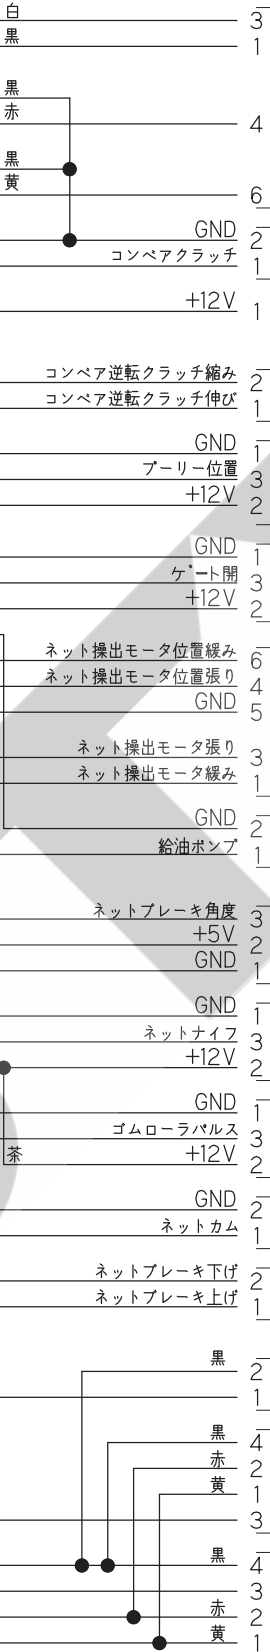 白 3
黒 1
黒
赤 4
黒
黄 6
GND 2
コンベアクラッチ 1
+12V 1
コンベア逆転クラッチ縮み 2
コンベア逆転クラッチ伸び 1
GND 1
プーリー位置 3
+12V 2
GND 1
ゲート開 3
+12V 2
ネット操出モータ位置緩み 6
ネット操出モータ位置張り 4
GND 5
ネット操出モータ張り 3
ネット操出モータ緩み 1
GND 2
給油ポンプ 1
ネットブレーキ角度 3
+5V 2
GND 1
GND 1
ネットナイフ 3
+12V 2
GND 1
ゴムローラパルス 3
茶 +12V 2
GND 2
ネットカム 1
ネットブレーキ下げ 2
ネットブレーキ上げ 1
黒 2
1
黒 4
赤 2
黄 1
3
黒 4
3
赤 2
黄 1